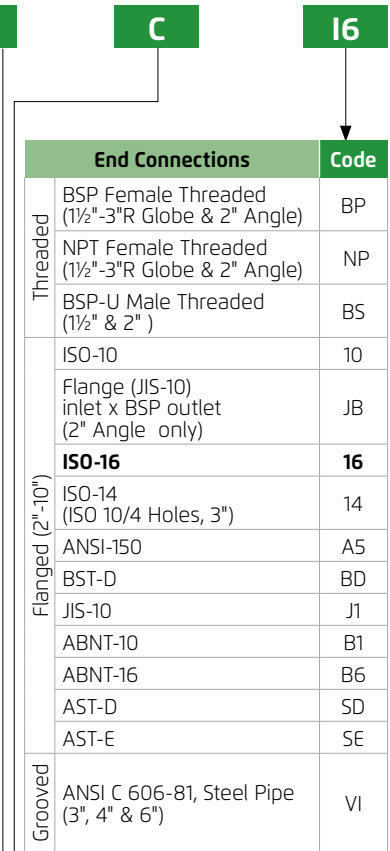 C
I6
End Connections
Code
Threaded
BSP Female Threaded
(1½"-3"R Globe & 2" Angle)
BP
NPT Female Threaded
(1½"-3"R Globe & 2" Angle)
NP
BSP-U Male Threaded
(1½" & 2" )
BS
Flanged (2"-10")
ISO-10
10
Flange (JIS-10)
inlet x BSP outlet
(2" Angle only)
JB
ISO-16
16
ISO-14
(ISO 10/4 Holes, 3")
14
ANSI-150
A5
BST-D
BD
JIS-10
J1
ABNT-10
B1
ABNT-16
B6
AST-D
SD
AST-E
SE
Grooved
ANSI C 606-81, Steel Pipe
(3", 4" & 6")
VI